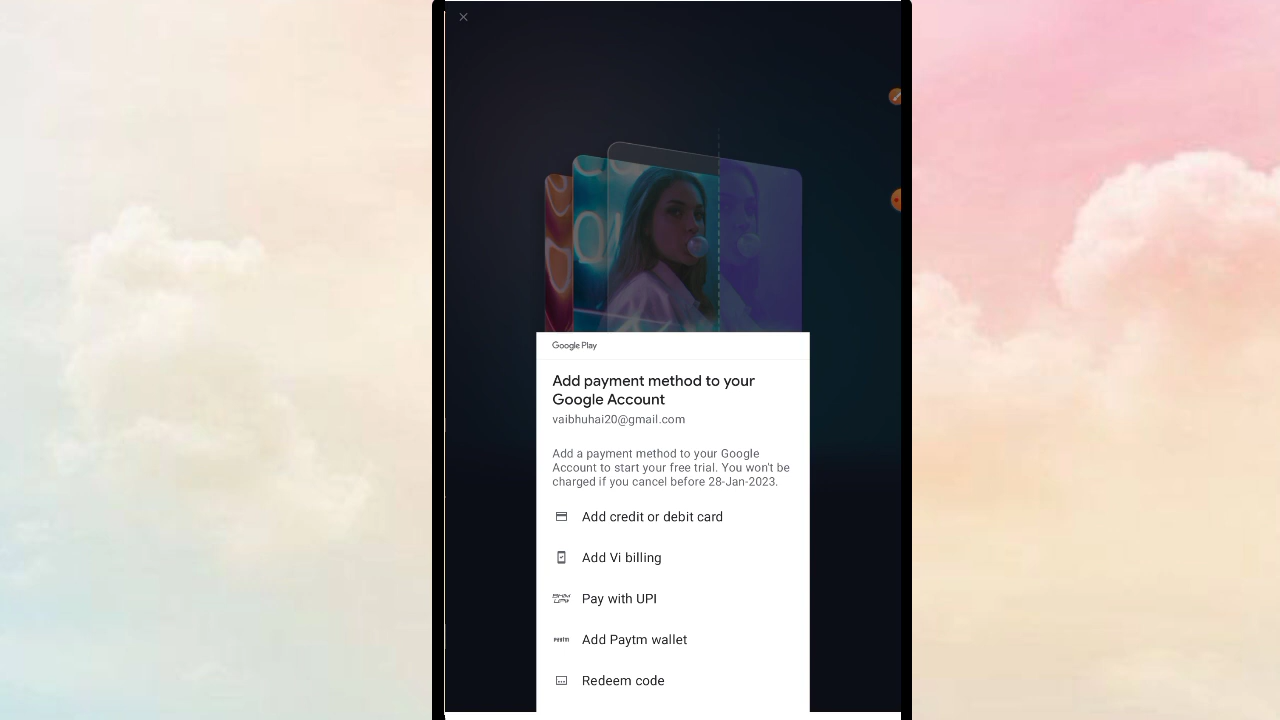 Google Play
Add payment method to your
Google Account
vaibhuhai20@gmail.com
Add a payment method to your Google
Account to start your free trial. You won't be
charged if you cancel before 28-Jan-2023.
Add credit or debit card
Add Vi billing
Pay with UPI
Paytm
Add Paytm wallet
Redeem code